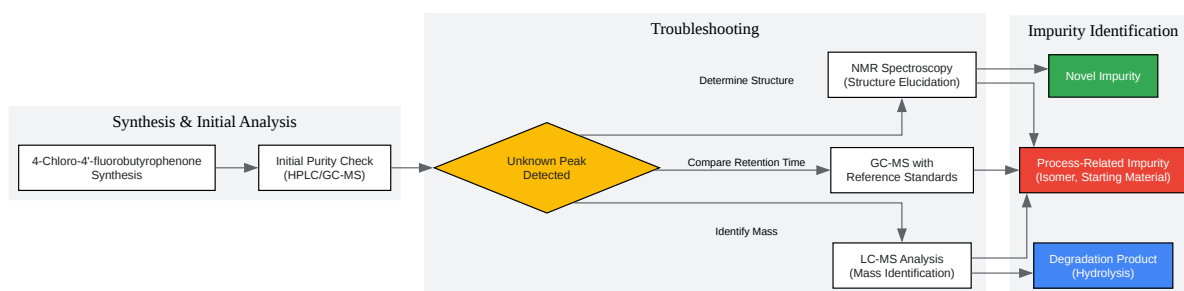 Synthesis & Initial Analysis
4-Chloro-4'-fluorobutyrophenone
Synthesis
Initial Purity Check
(HPLC/GC-MS)
Troubleshooting
Unknown Peak
Detected
Determine Structure
Compare Retention Time
Identify Mass
NMR Spectroscopy
(Structure Elucidation)
GC-MS with
Reference Standards
LC-MS Analysis
(Mass Identification)
Impurity Identification
Novel Impurity
Process-Related Impurity
(Isomer, Starting Material)
Degradation Product
(Hydrolysis)